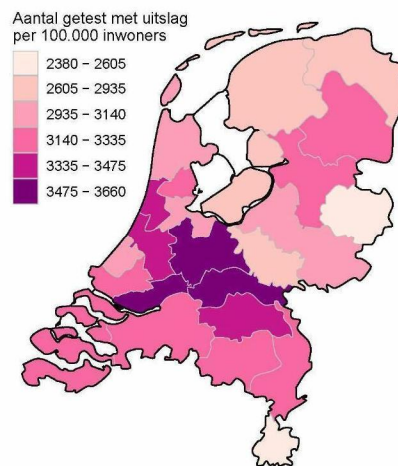 Aantal getest met uitslag
per 100.000 inwoners
2380 – 2605
2605 – 2935
2935 – 3140
3140 – 3335
3335 – 3475
3475 – 3660